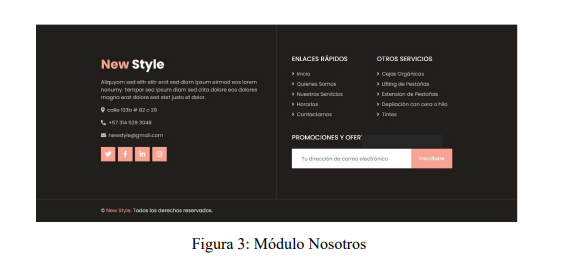 New Style
Aliquyam sed elitr elitr erat sed diam ipsum eirmod eos lorem
nonumy. Tempor sea ipsum diam sed clita dolore eos dolores
magna erat dolore sed stet justo et dolor.
calle 103b # 82 c 29
+57 314 529 3046
newstyle@gmail.com
ENLACES RÁPIDOS
Inicio
Quienes Somos
Nuestros Servicios
Horarios
Contactarnos
OTROS SERVICIOS
Cejas Orgánicas
Lifting de Pestañas
Extension de Pestañas
Depilación con cera o hilo
Tintes
PROMOCIONES Y OFER
Tu dirección de correo electrónico
Inscríbete
© New Style. Todos los derechos reservados.
Figura 3: Módulo Nosotros